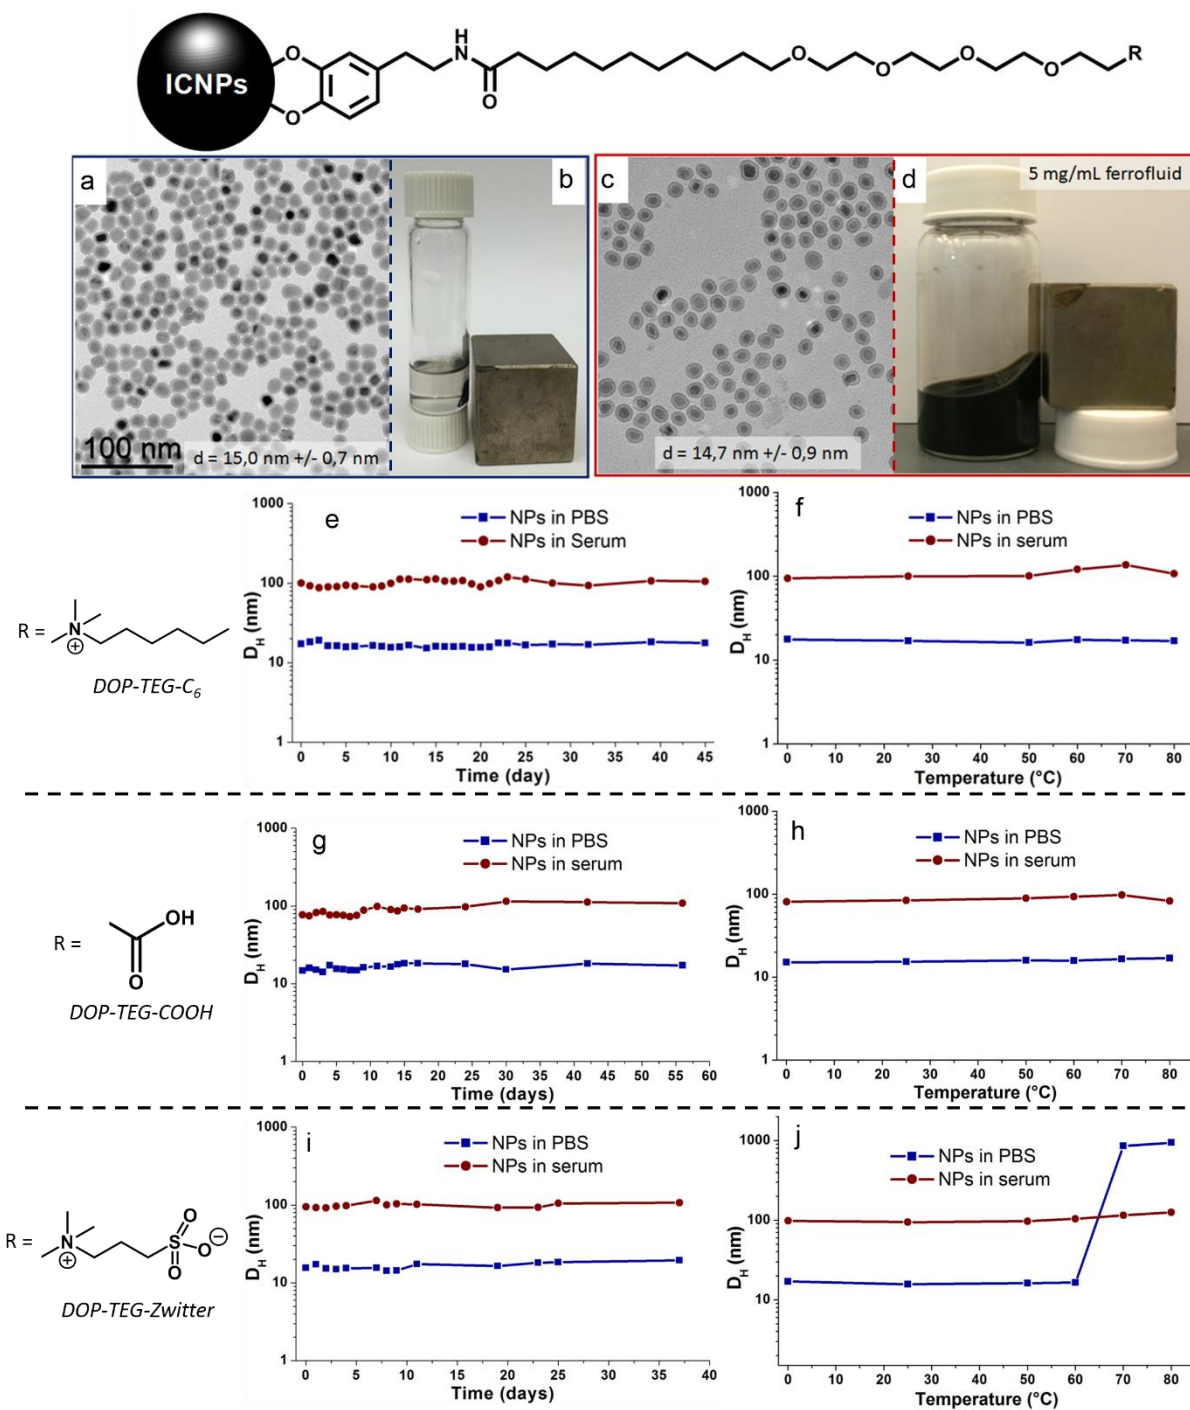 H
N
O
O
O
O
O
O
O
R
ICNPs
a
b
c
d
5 mg/mL ferrofluid
100 nm
d = 15,0 nm +/- 0,7 nm
d = 14,7 nm +/- 0,9 nm
e
NPs in PBS
NPs in Serum
1000
100
10
1
D_H (nm)
0 5 10 15 20 25 30 35 40 45
Time (day)
f
NPs in PBS
NPs in serum
1000
100
10
1
D_H (nm)
0 10 20 30 40 50 60 70 80
Temperature (°C)
R = N ⊕
DOP-TEG-C₆
g
NPs in PBS
NPs in serum
1000
100
10
1
D_H (nm)
0 5 10 15 20 25 30 35 40 45 50 55 60
Time (days)
h
NPs in PBS
NPs in serum
1000
100
10
1
D_H (nm)
0 10 20 30 40 50 60 70 80
Temperature (°C)
R = OH
O
DOP-TEG-COOH
i
NPs in PBS
NPs in serum
1000
100
10
1
D_H (nm)
0 5 10 15 20 25 30 35 40
Time (days)
j
NPs in PBS
NPs in serum
1000
100
10
D_H (nm)
0 10 20 30 40 50 60 70 80
Temperature (°C)
O
R = N ⊕ S O ⊖
O
DOP-TEG-Zwitter